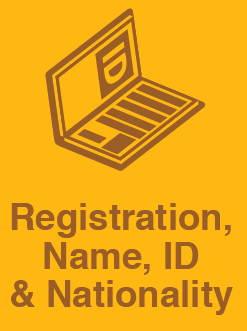 Registration,
Name, ID
& Nationality